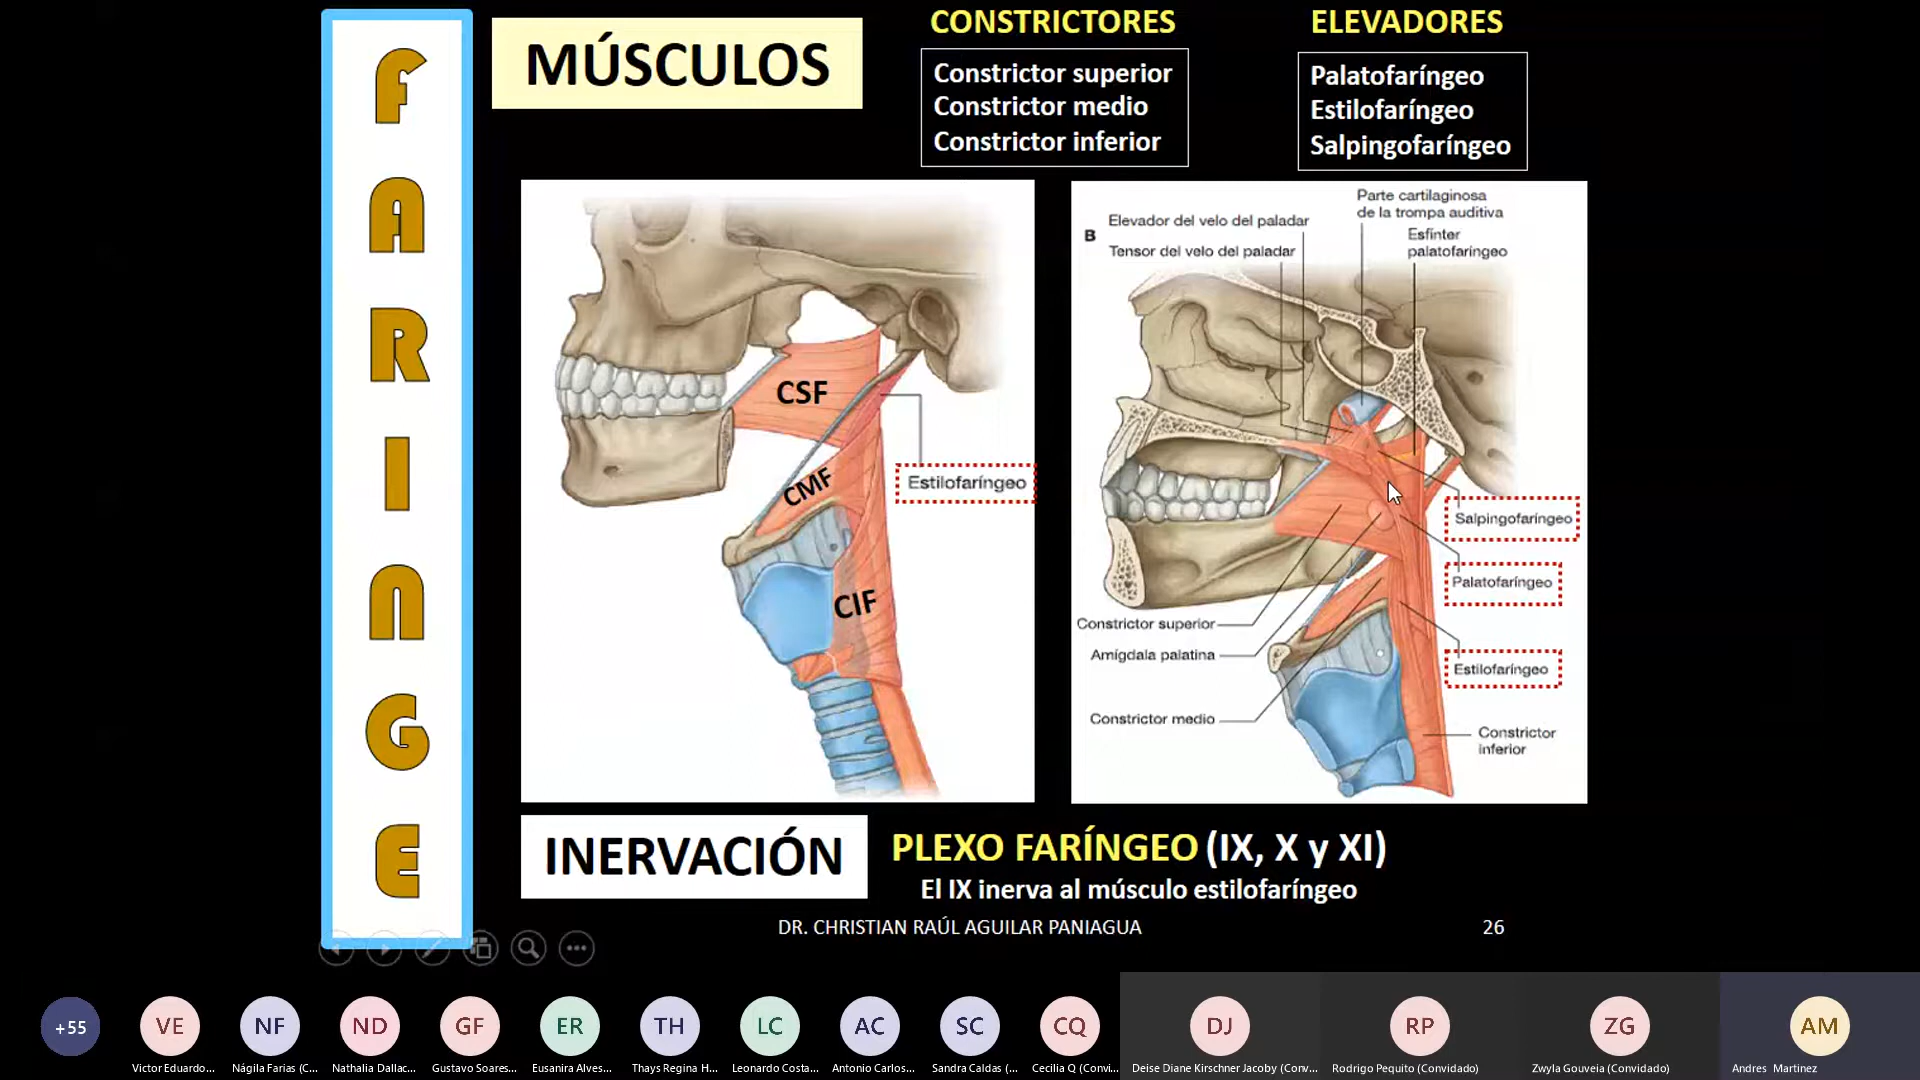 FARINGE
MÚSCULOS
CONSTRICTORES
Constrictor superior
Constrictor medio
Constrictor inferior
ELEVADORES
Palatofaríngeo
Estilofaríngeo
Salpingofaríngeo
CSF
CMF
CIF
Estilofaríngeo
B
Elevador del velo del paladar
Tensor del velo del paladar
Parte cartilaginosa
de la trompa auditiva
Esfínter
palatofaríngeo
Salpingofaríngeo
Palatofaríngeo
Estilofaríngeo
Constrictor superior
Amígdala palatina
Constrictor medio
Constrictor
inferior
INERVACIÓN
PLEXO FARÍNGEO (IX, X y XI)
El IX inerva al músculo estilofaríngeo
DR. CHRISTIAN RAÚL AGUILAR PANIAGUA
26
+55
VE
NF
ND
GF
ER
TH
LC
AC
SC
CQ
DJ
RP
ZG
AM
Victor Eduardo...
Nágila Farias (C...
Nathalia Dallac...
Gustavo Soares...
Eusanira Alves...
Thays Regina H...
Leonardo Costa...
Antonio Carlos...
Sandra Caldas (...
Cecilia Q (Convi...
Deise Diane Kirschner Jacoby (Conv...
Rodrigo Pequito (Convidado)
Zwyla Gouveia (Convidado)
Andres Martinez